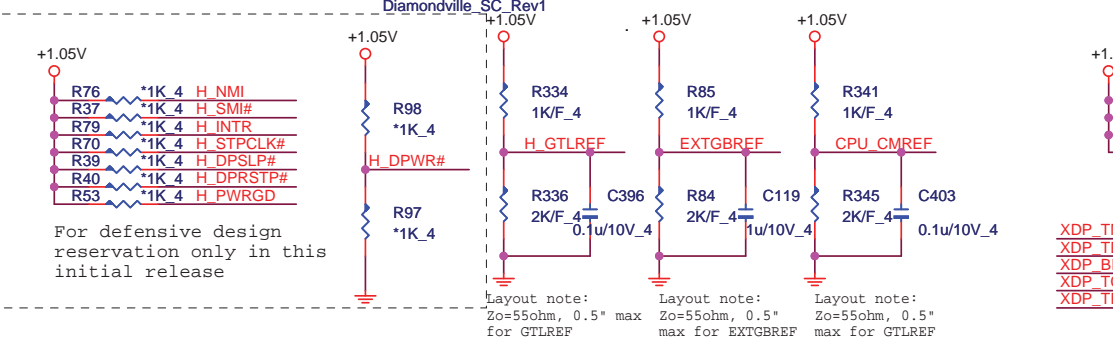 Diamondville_SC_Rev1
+1.05V
R76 *1K_4 H_NMI
R37 *1K_4 H_SMI#
R79 *1K_4 H_INTR
R70 *1K_4 H_STPCLK#
R39 *1K_4 H_DPSLP#
R40 *1K_4 H_DPRSTP#
R53 *1K_4 H_PWRGD
For defensive design
reservation only in this
initial release
+1.05V
R98
*1K_4
H_DPWR#
R97
*1K_4
+1.05V
R334
1K/F_4
H_GTLREF
R336
2K/F_4
C396
0.1u/10V_4
Layout note:
Zo=55ohm, 0.5" max
for GTLREF
+1.05V
R85
1K/F_4
EXTGBREF
R84
2K/F_4
C119
1u/10V_4
Layout note:
Zo=55ohm, 0.5"
max for EXTGBREF
+1.05V
R341
1K/F_4
CPU_CMREF
R345
2K/F_4
C403
0.1u/10V_4
Layout note:
Zo=55ohm, 0.5"
max for GTLREF